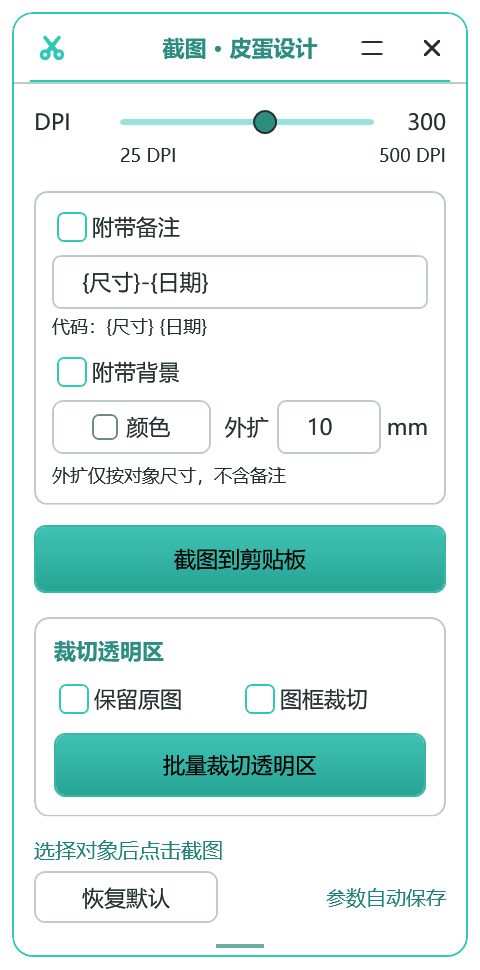 截图・皮蛋设计
DPI 300
25 DPI 500 DPI
附带备注
{尺寸}-{日期}
代码：{尺寸} {日期}
附带背景
颜色 外扩 10 mm
外扩仅按对象尺寸，不含备注
截图到剪贴板
裁切透明区
保留原图 图框裁切
批量裁切透明区
选择对象后点击截图
恢复默认 参数自动保存